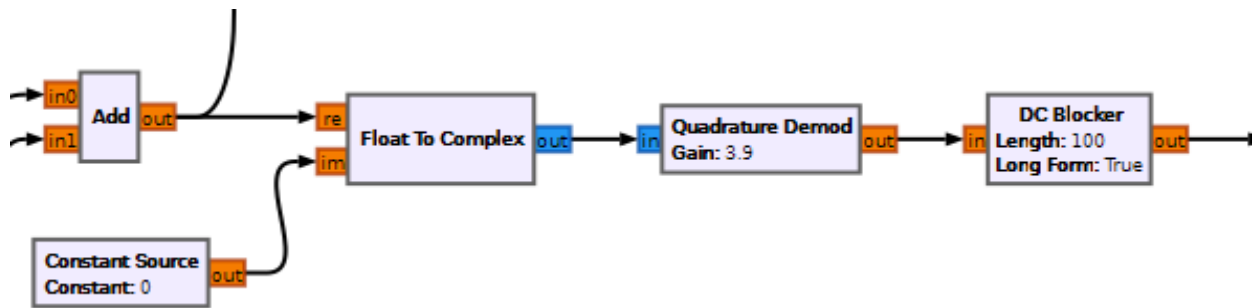 in0
in1
Add
out
re
im
Float To Complex
out
in
Quadrature Demod
Gain: 3.9
out
in
DC Blocker
Length: 100
Long Form: True
out
Constant Source
Constant: 0
out